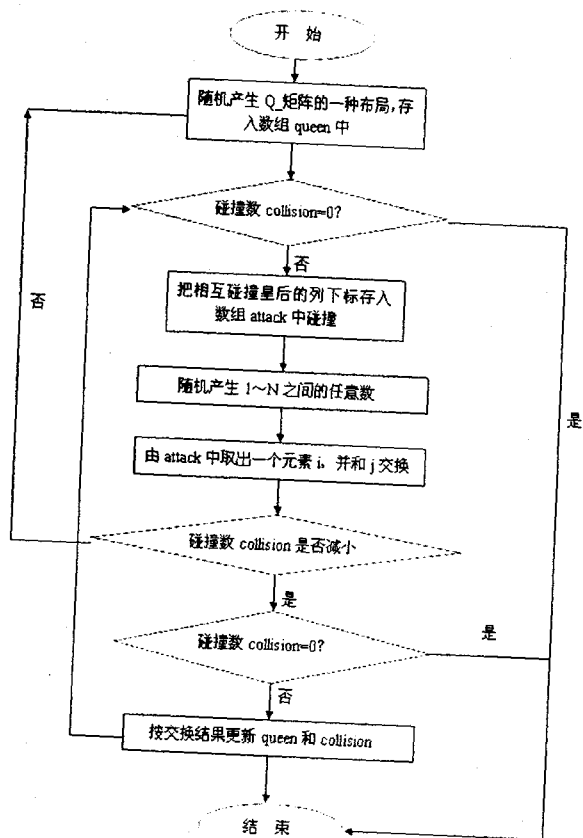 开 始
随机产生 Q_矩阵的一种布局,存
入数组 queen 中
碰撞数 collision=0?
否
把相互碰撞皇后的列下标存入
数组 attack 中碰撞
否
随机产生 1～N 之间的任意数
是
由 attack 中取出一个元素 i, 并和 j 交换
碰撞数 collision 是否减小
是
碰撞数 collision=0?
是
否
按交换结果更新 queen 和 collision
结 束